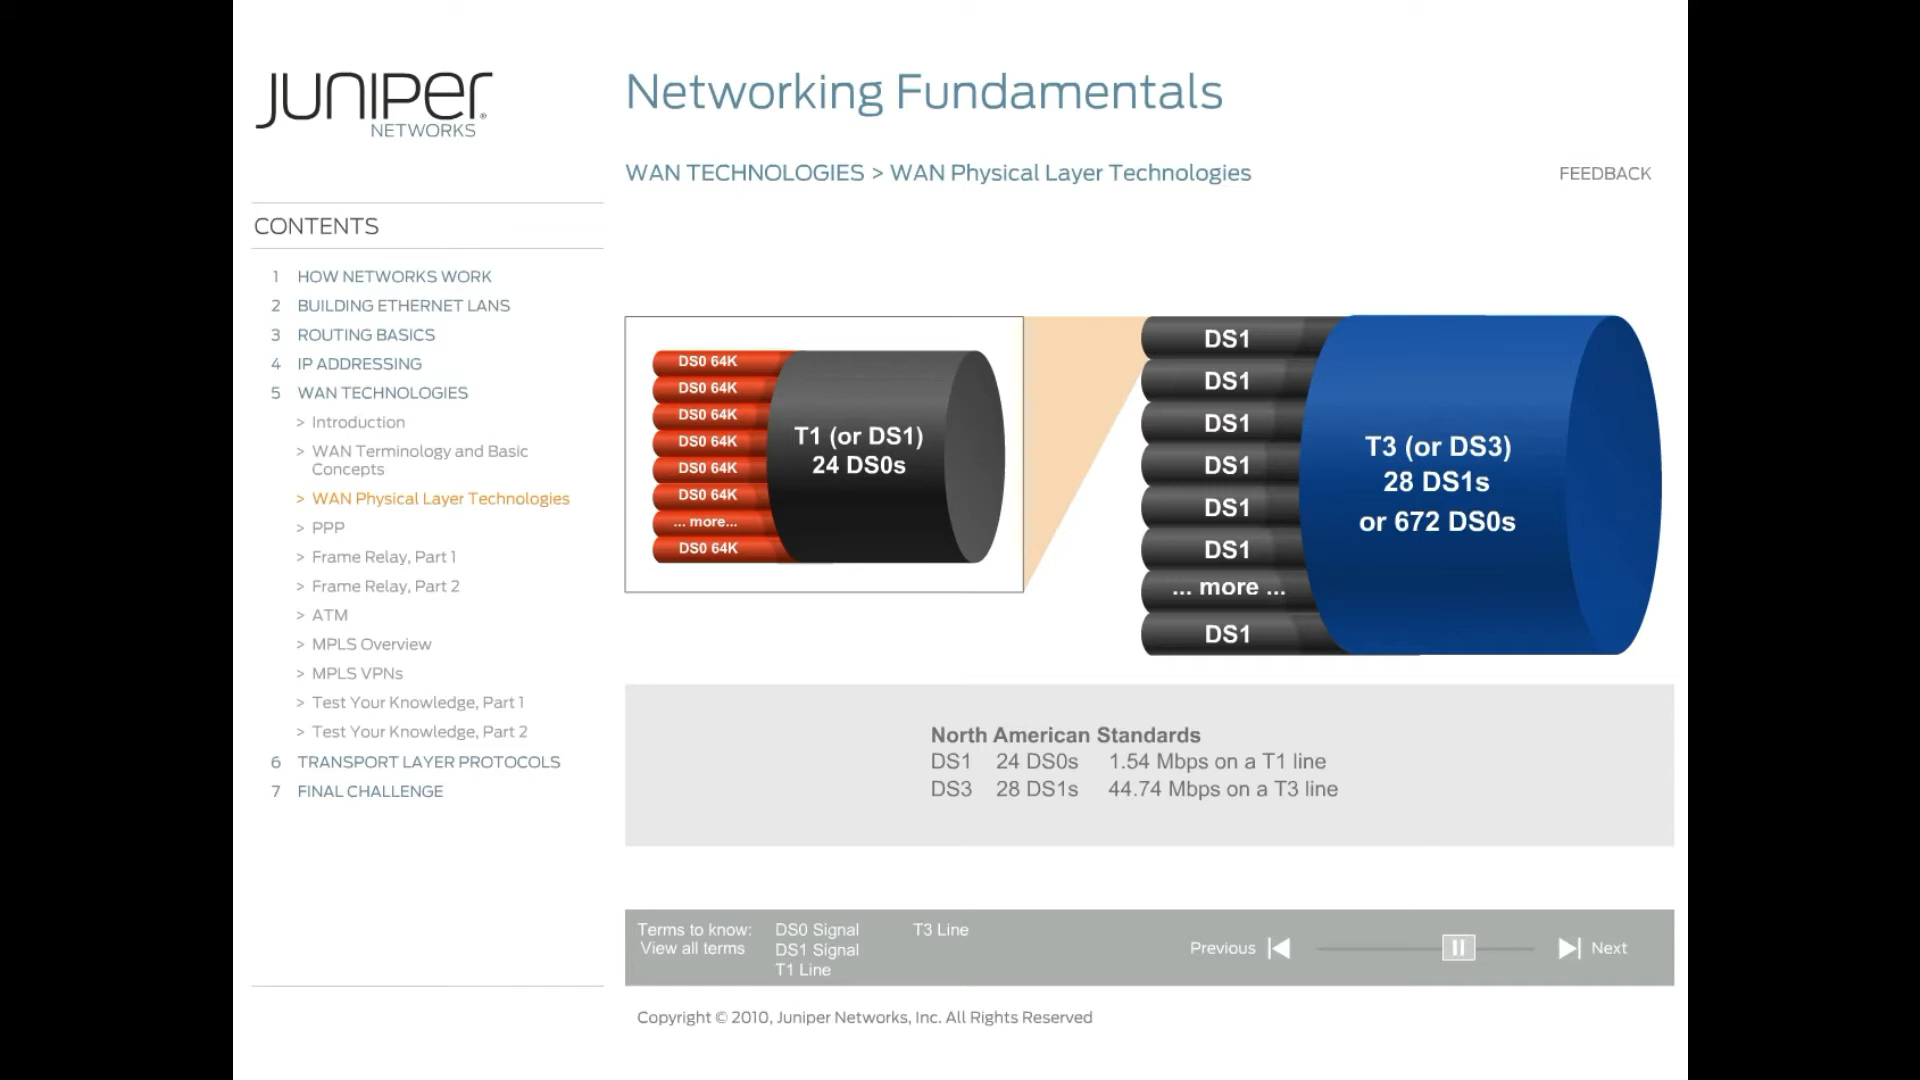 JUNIPER
NETWORKS
Networking Fundamentals
WAN TECHNOLOGIES > WAN Physical Layer Technologies
FEEDBACK
CONTENTS
1 HOW NETWORKS WORK
2 BUILDING ETHERNET LANS
3 ROUTING BASICS
4 IP ADDRESSING
5 WAN TECHNOLOGIES
> Introduction
> WAN Terminology and Basic
Concepts
> WAN Physical Layer Technologies
> PPP
> Frame Relay, Part 1
> Frame Relay, Part 2
> ATM
> MPLS Overview
> MPLS VPNs
> Test Your Knowledge, Part 1
> Test Your Knowledge, Part 2
6 TRANSPORT LAYER PROTOCOLS
7 FINAL CHALLENGE
DS0 64K
DS0 64K
DS0 64K
DS0 64K
DS0 64K
DS0 64K
... more...
DS0 64K
T1 (or DS1)
24 DS0s
DS1
DS1
DS1
DS1
DS1
DS1
... more ...
DS1
T3 (or DS3)
28 DS1s
or 672 DS0s
North American Standards
DS1 24 DS0s 1.54 Mbps on a T1 line
DS3 28 DS1s 44.74 Mbps on a T3 line
Terms to know:
View all terms
DS0 Signal
DS1 Signal
T1 Line
T3 Line
Previous
Next
Copyright © 2010, Juniper Networks, Inc. All Rights Reserved